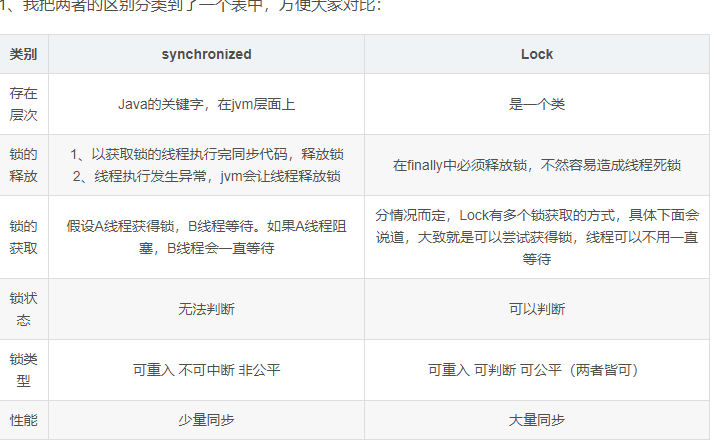 1、我把两者的区别分类到了一个表中，方便大家对比：
类别 synchronized Lock
存在
层次
Java的关键字，在jvm层面上
是一个类
锁的
释放
1、以获取锁的线程执行完同步代码，释放锁
2、线程执行发生异常，jvm会让线程释放锁
在finally中必须释放锁，不然容易造成线程死锁
锁的
获取
假设A线程获得锁，B线程等待。如果A线程阻
塞，B线程会一直等待
分情况而定，Lock有多个锁获取的方式，具体下面会
说道，大致就是可以尝试获得锁，线程可以不用一直
等待
锁状
态
无法判断
可以判断
锁类
型
可重入 不可中断 非公平
可重入 可判断 可公平（两者皆可）
性能 少量同步 大量同步